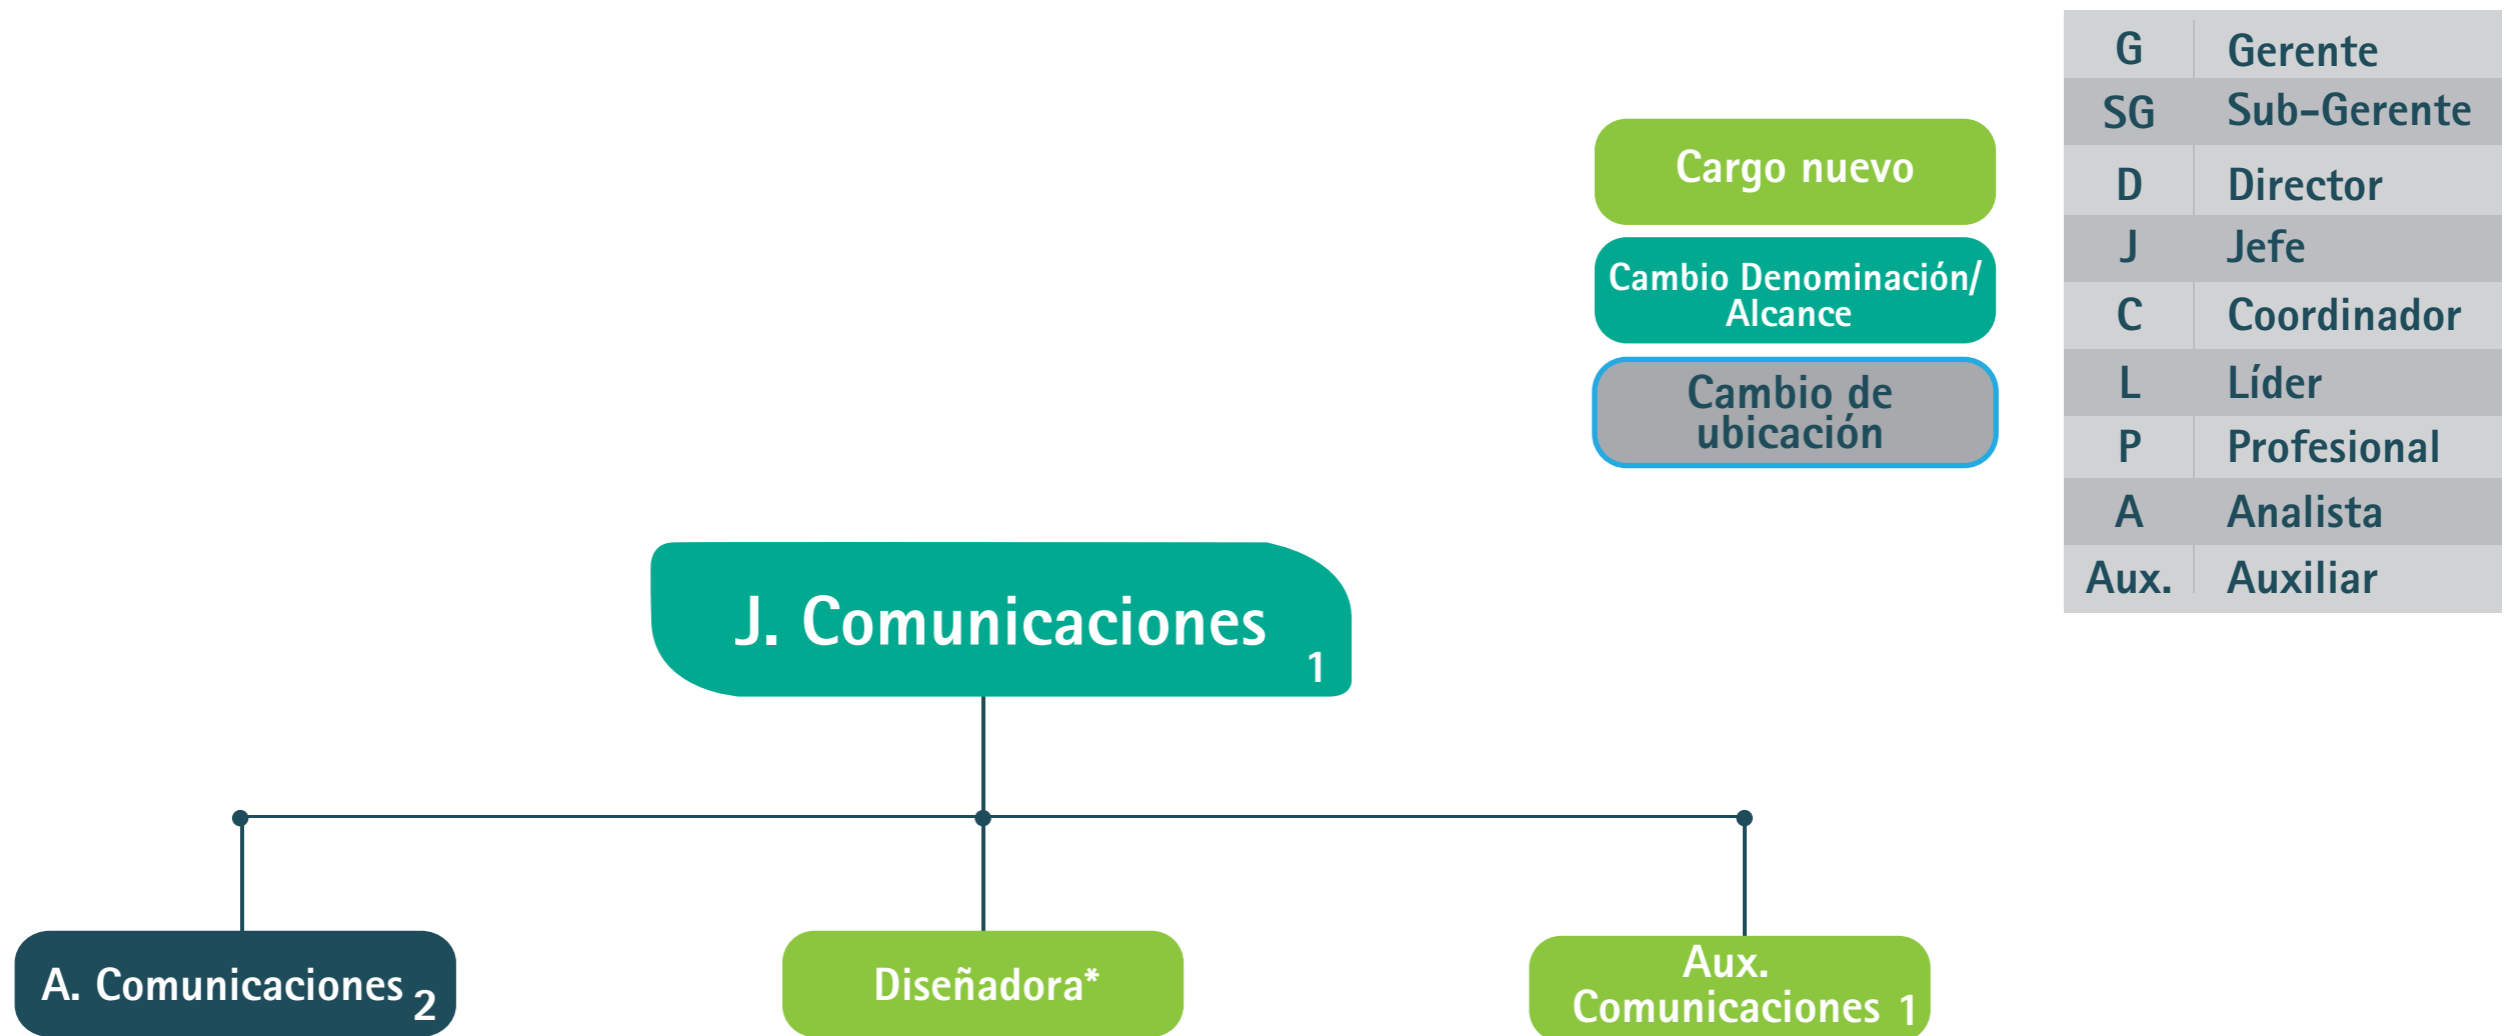 G Gerente
SG Sub-Gerente
D Director
J Jefe
C Coordinador
L Líder
P Profesional
A Analista
Aux. Auxiliar
Cargo nuevo
Cambio Denominación/
Alcance
Cambio de
ubicación
J. Comunicaciones 1
A. Comunicaciones 2
Diseñadora*
Aux.
Comunicaciones 1